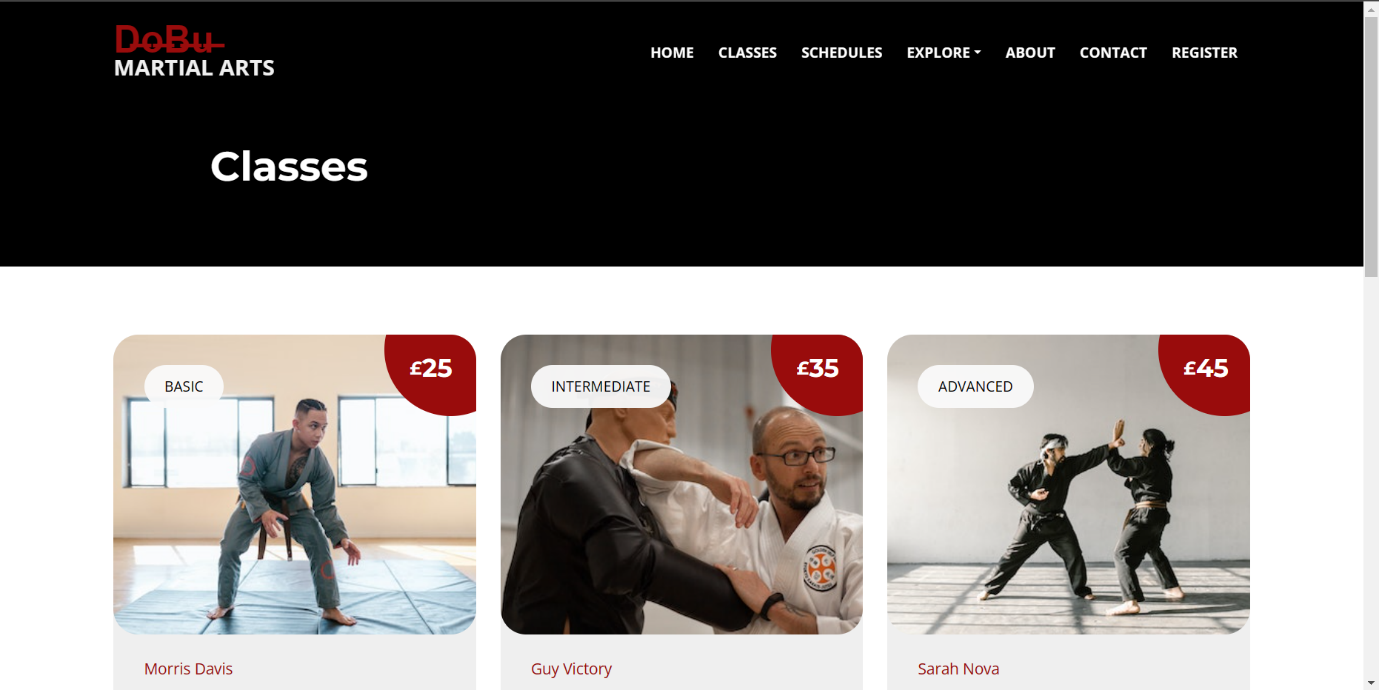 DoBu
MARTIAL ARTS
HOME CLASSES SCHEDULES EXPLORE ABOUT CONTACT REGISTER
Classes
BASIC
£25
INTERMEDIATE
£35
ADVANCED
£45
Morris Davis
Guy Victory
Sarah Nova